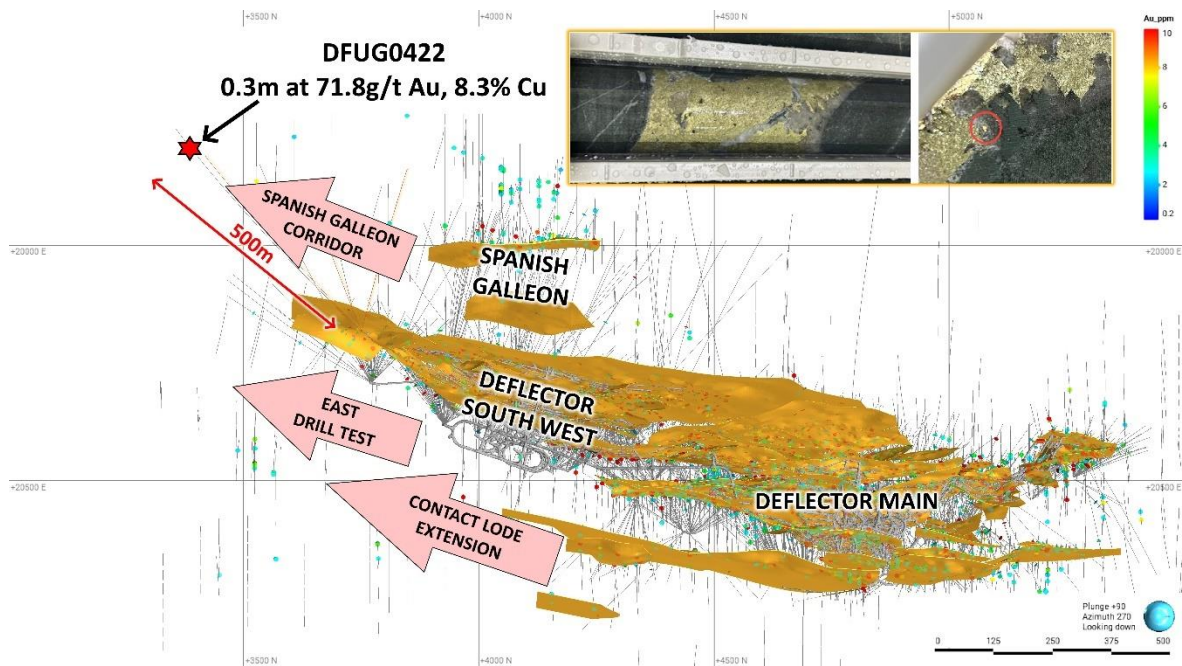 +3500 N
+4000 N
+4500 N
+5000 N
Au_ppm
10
8
6
4
2
0.2
DFUG0422
0.3m at 71.8g/t Au, 8.3% Cu
SPANISH GALLEON
CORRIDOR
500m
+20000 E
+20000 E
SPANISH
GALLEON
DEFLECTOR
SOUTH WEST
EAST
DRILL TEST
+20500 E
+20500 E
DEFLECTOR MAIN
CONTACT LODE
EXTENSION
Plunge +90
Azimuth 270
Looking down
0
125
250
375
500
+3500 N
+4000 N
+4500 N
+5000 N